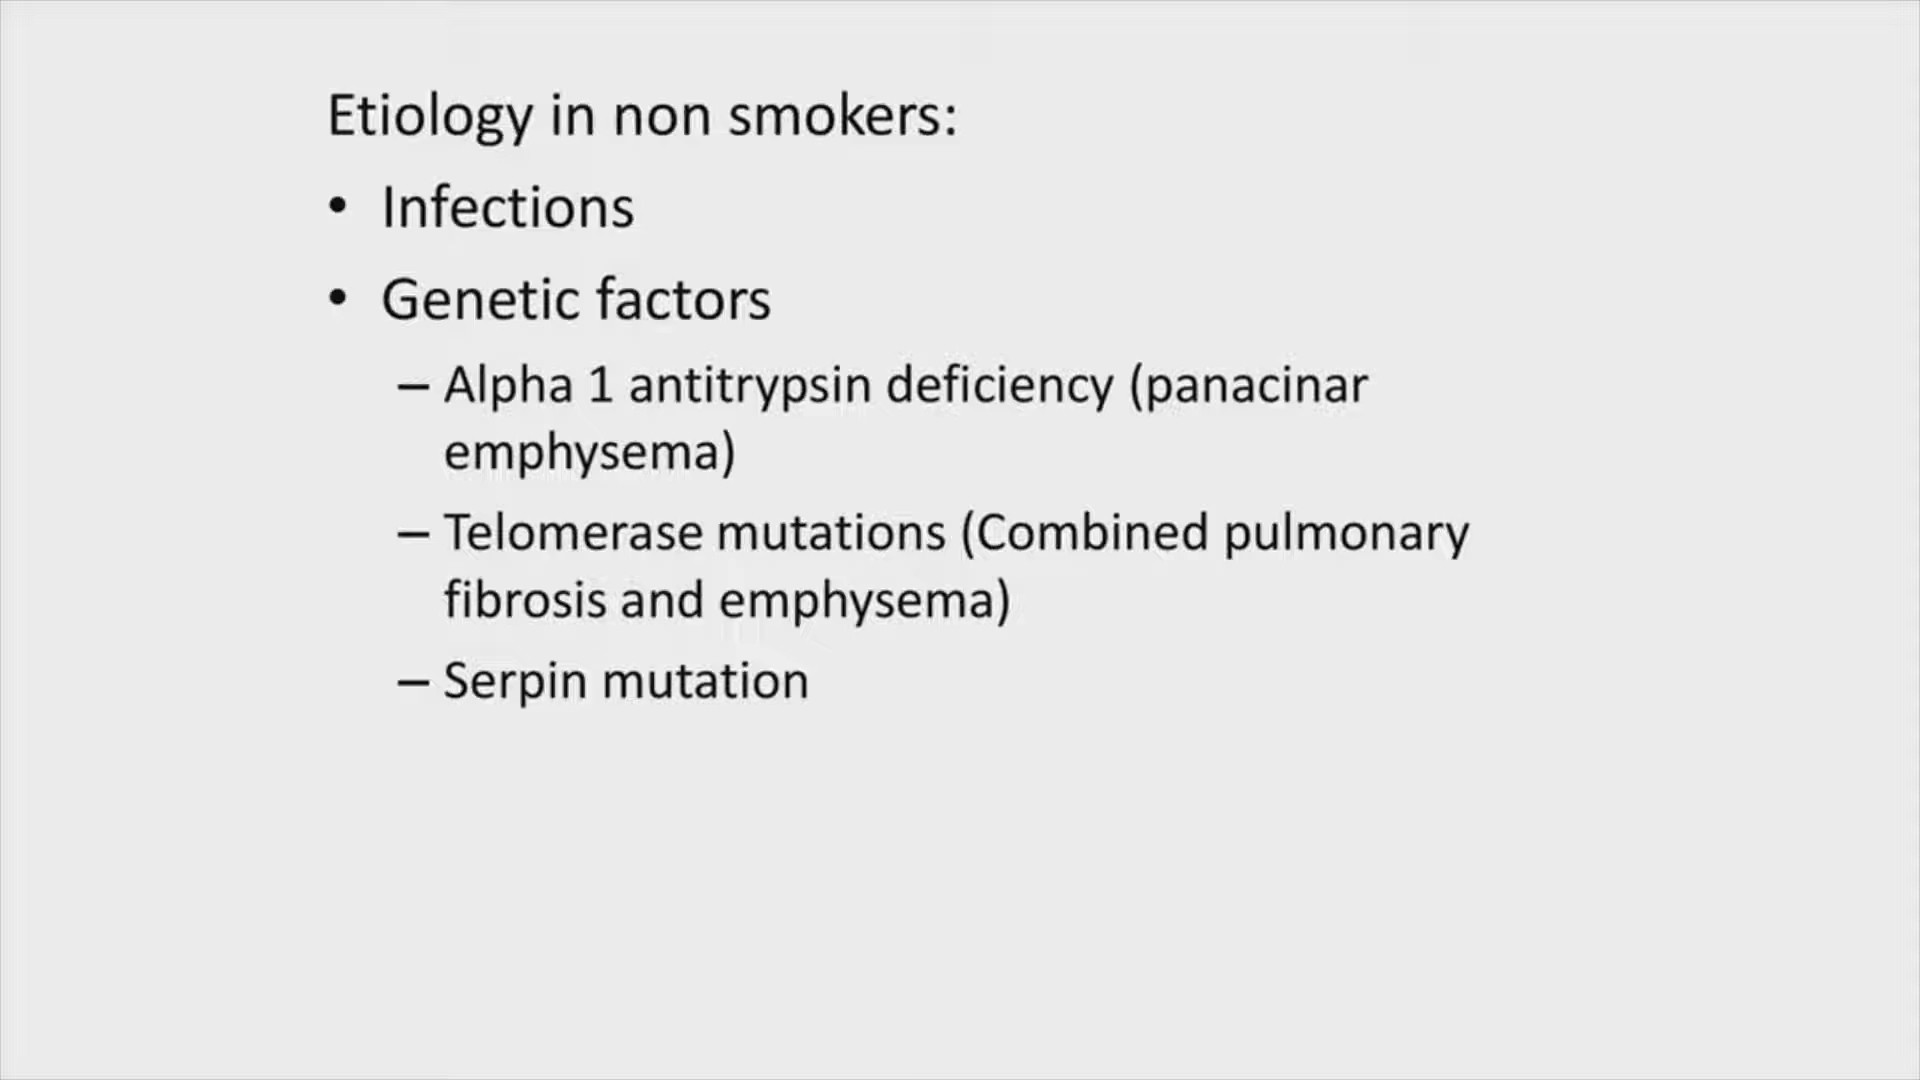 Etiology in non smokers:
• Infections
• Genetic factors
– Alpha 1 antitrypsin deficiency (panacinar
emphysema)
– Telomerase mutations (Combined pulmonary
fibrosis and emphysema)
– Serpin mutation